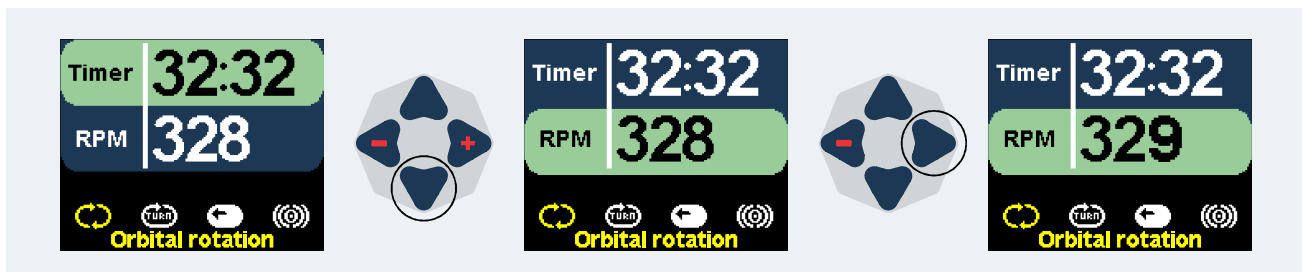 Timer 32:32
RPM 328
TURN
Orbital rotation
- +
Timer 32:32
RPM 328
TURN
Orbital rotation
-
Timer 32:32
RPM 329
TURN
Orbital rotation